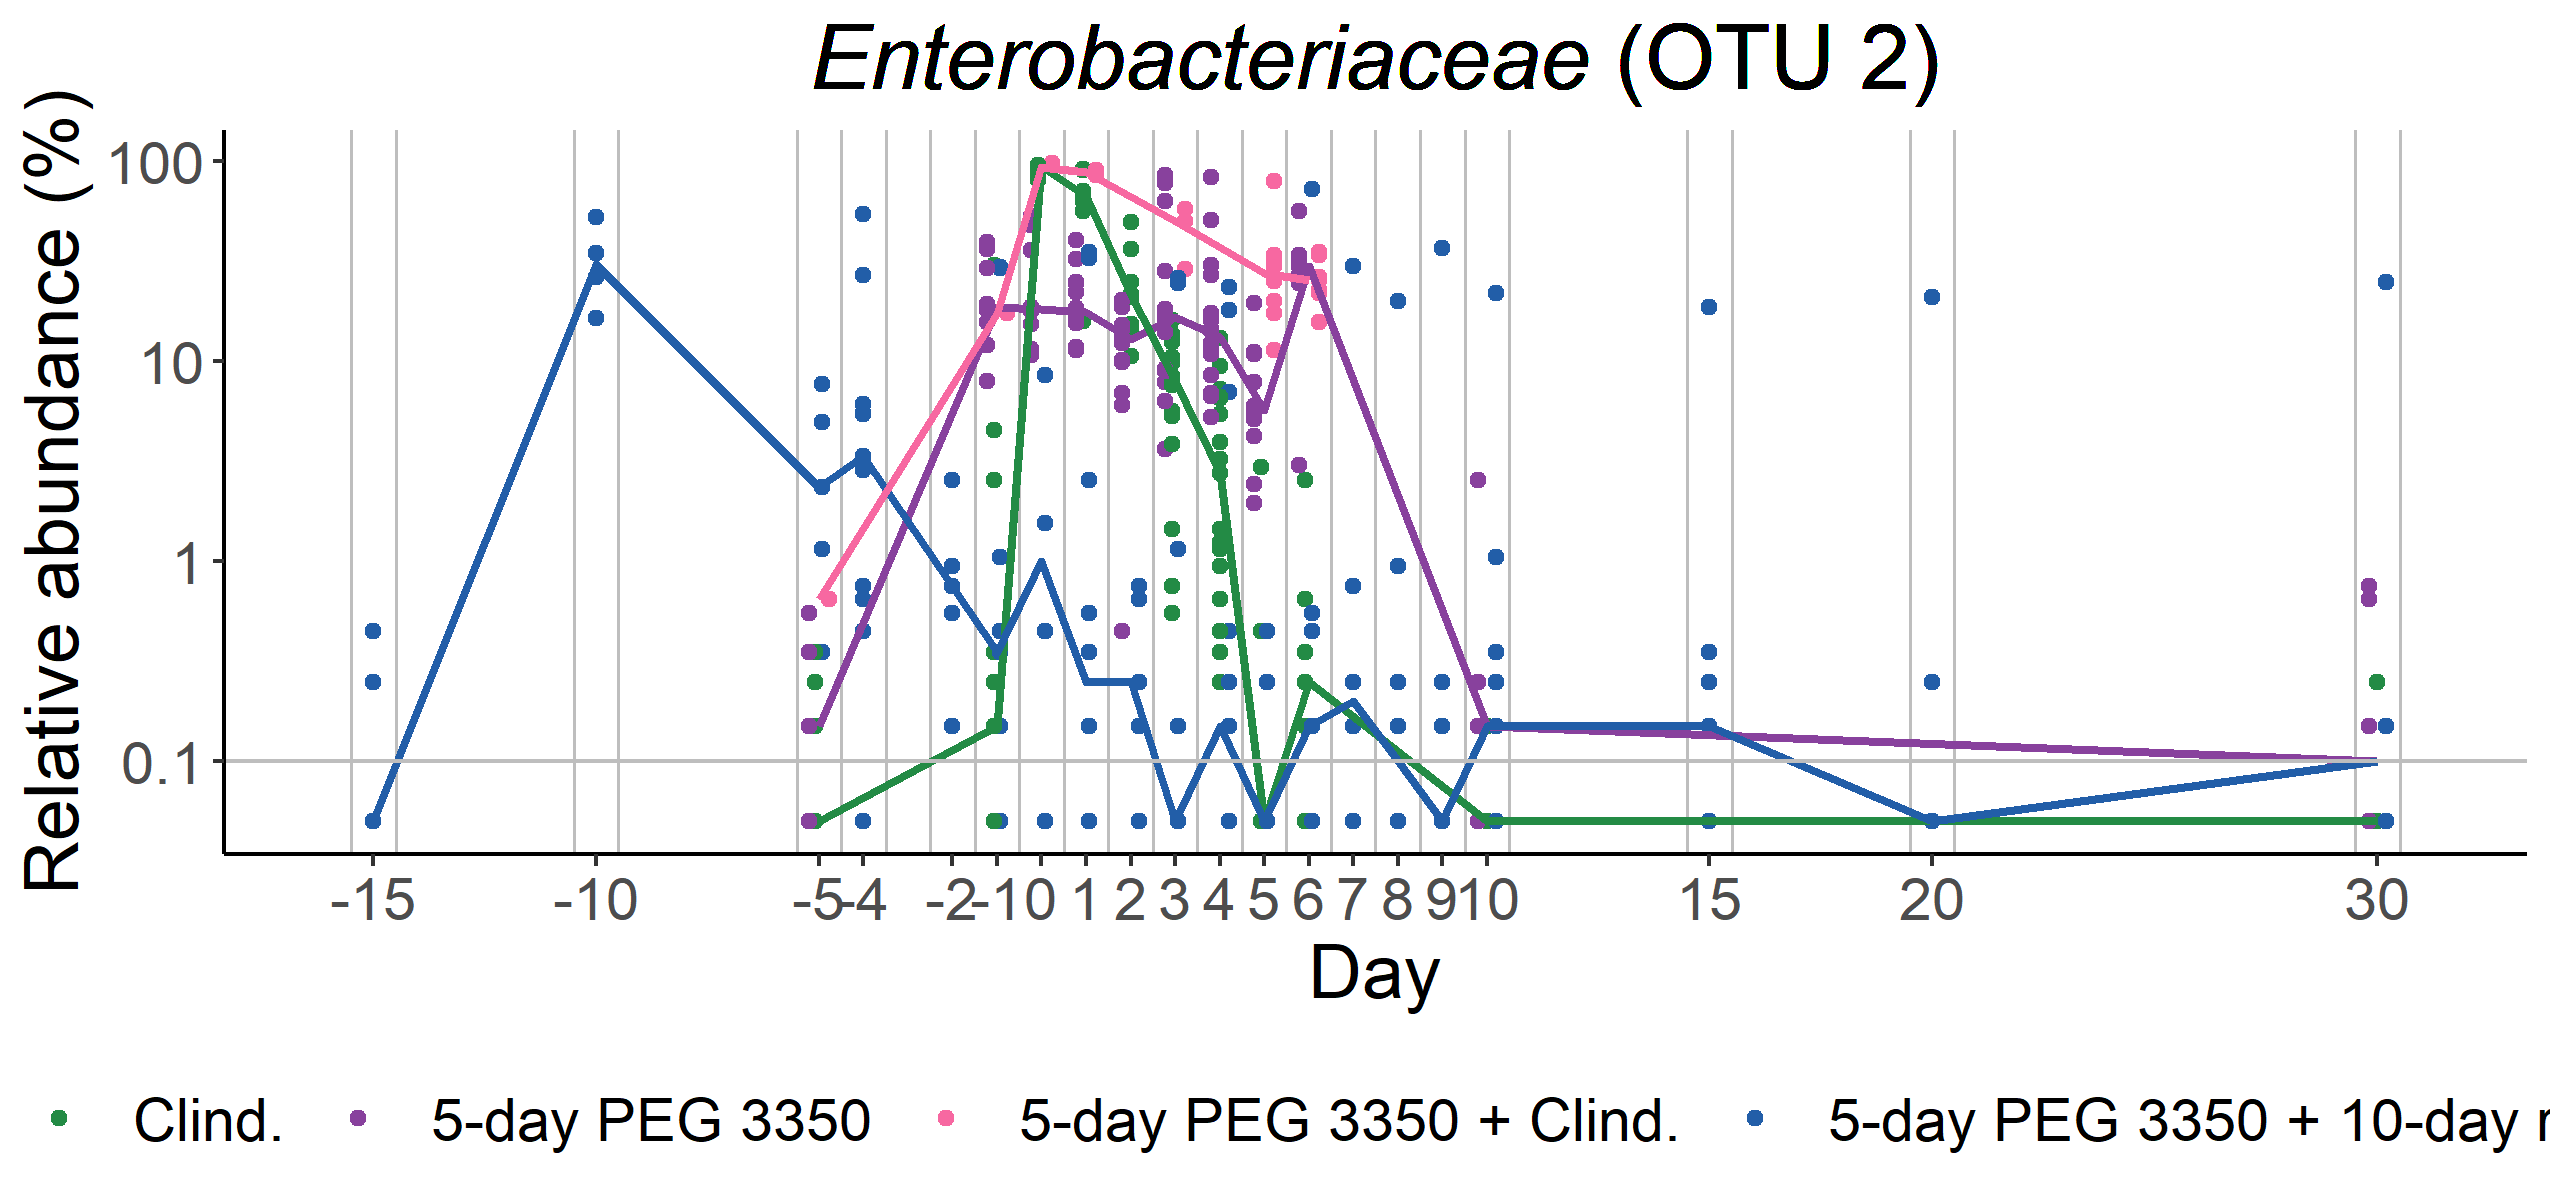 Enterobacteriaceae (OTU 2)
Relative abundance (%)
100
10
1
0.1
-15 -10 -5 -4 -2 -1 0 1 2 3 4 5 6 7 8 9 10 15 20 30
Day
Clind. 5-day PEG 3350 5-day PEG 3350 + Clind. 5-day PEG 3350 + 10-day